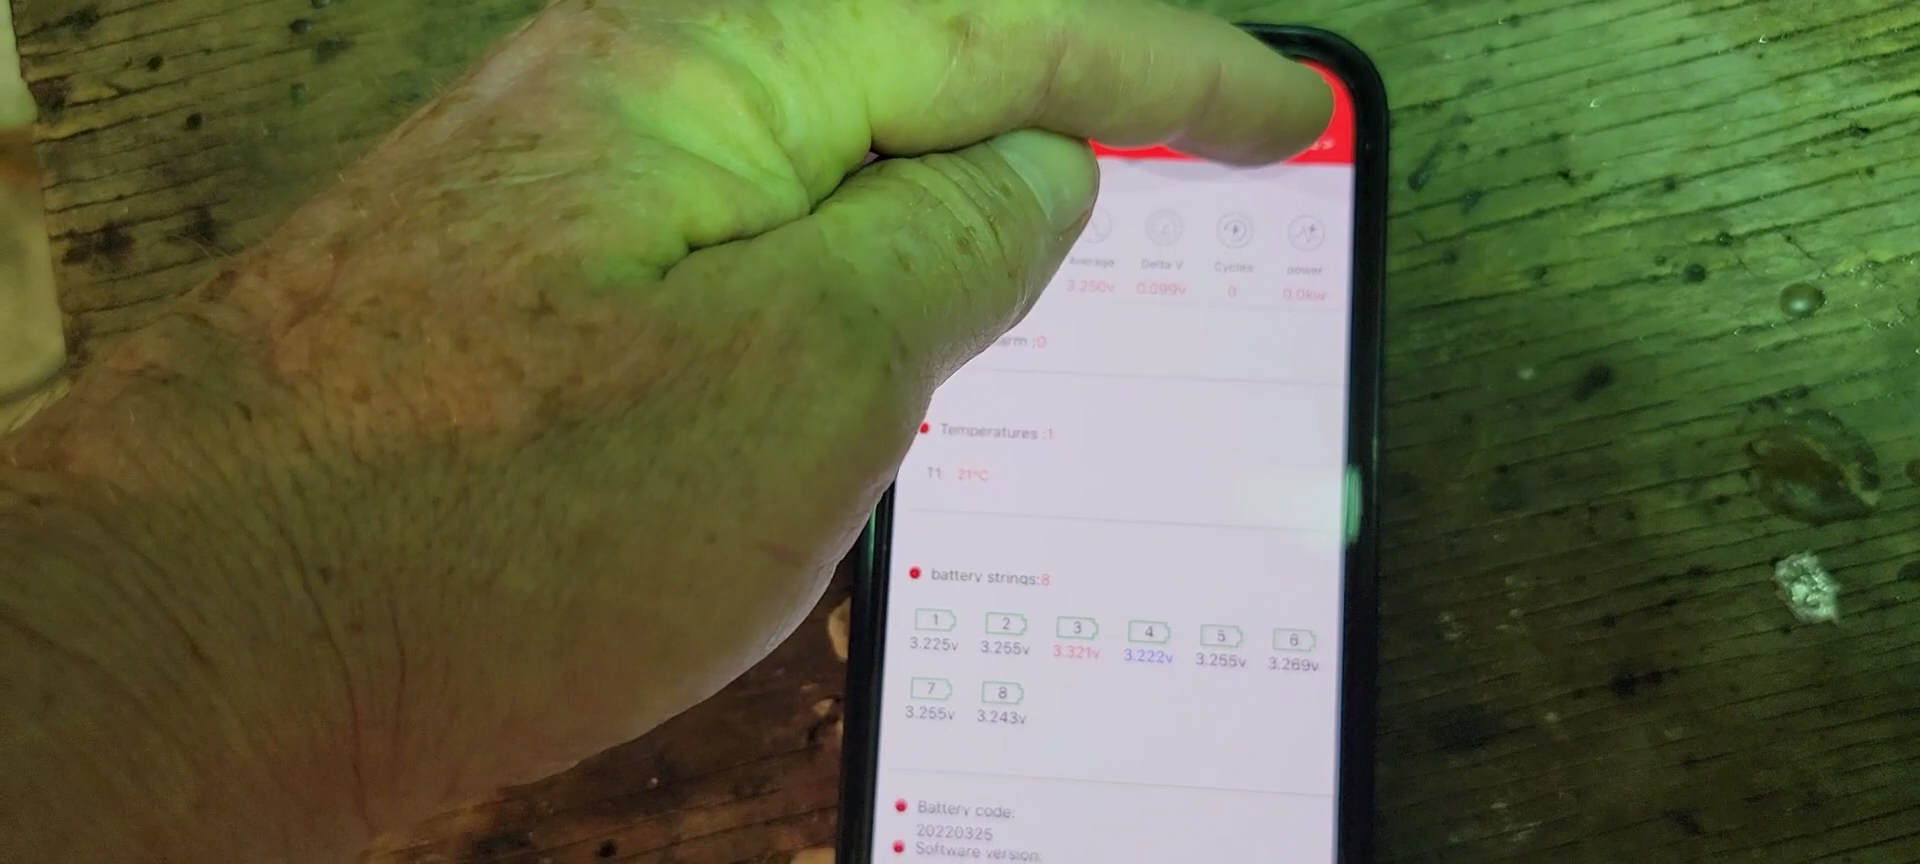 Average Delta V Cycles power
3.250v 0.099v 0 0.0kw
arm :0
Temperatures :1
T1: 21°C
battery strings:8
1 2 3 4 5 6
3.225v 3.255v 3.321v 3.222v 3.255v 3.269v
7 8
3.255v 3.243v
Battery code:
20220325
Software version: